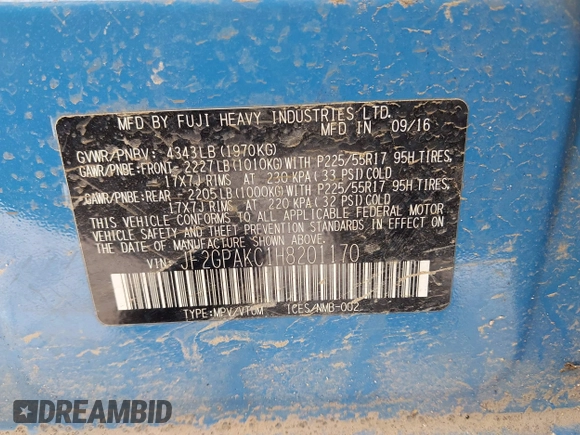 MFD. BY FUJI HEAVY INDUSTRIES LTD.
IN 09/16
GVWR/PNBV: 4343LB(1970KG)
GAWR/PNBE:FRONT- 2227LB(1010KG)WITH P225/55R17 95H TIRES,
17X7J RIMS AT 230 KPA(33 PSI)COLD
GAWR/PNBE:REAR - 2205LB(1000KG)WITH P225/55R17 95H TIRES,
17X7J RIMS AT 220 KPA(32 PSI)COLD
THIS VEHICLE CONFORMS TO ALL APPLICABLE FEDERAL MOTOR
VEHICLE SAFETY AND BUMPER STANDARDS IN EFFECT ON
THE DATE OF MANUFACTURE SHOWN ABOVE.
VIN: JF2GPAKC1H8201170
TYPE:MPV/VTUM ICES/NMB-002
DREAMBID